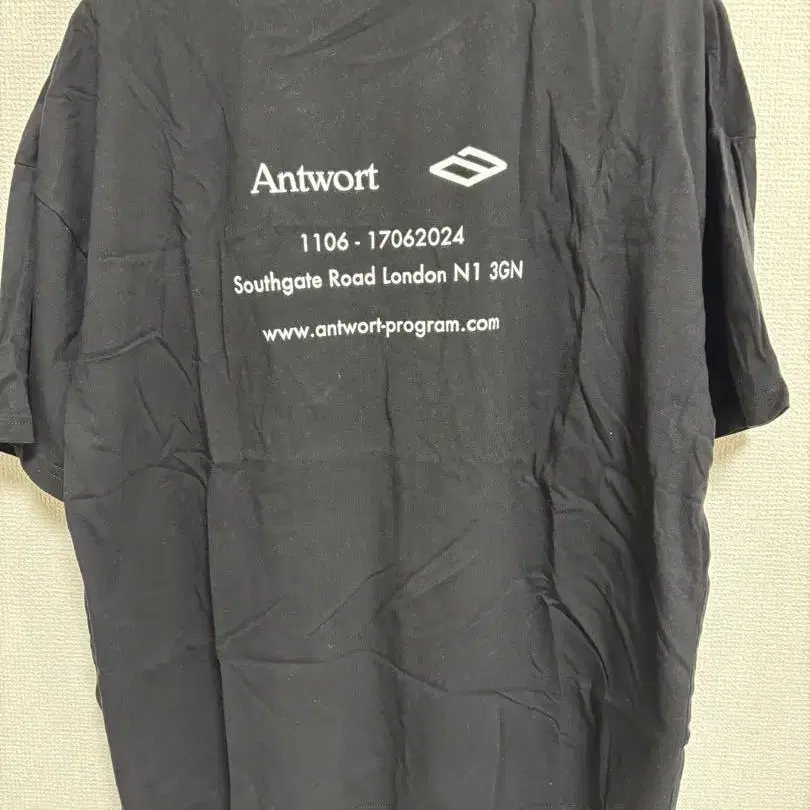 Antwort
1106 - 17062024
Southgate Road London N1 3GN
www.antwort-program.com